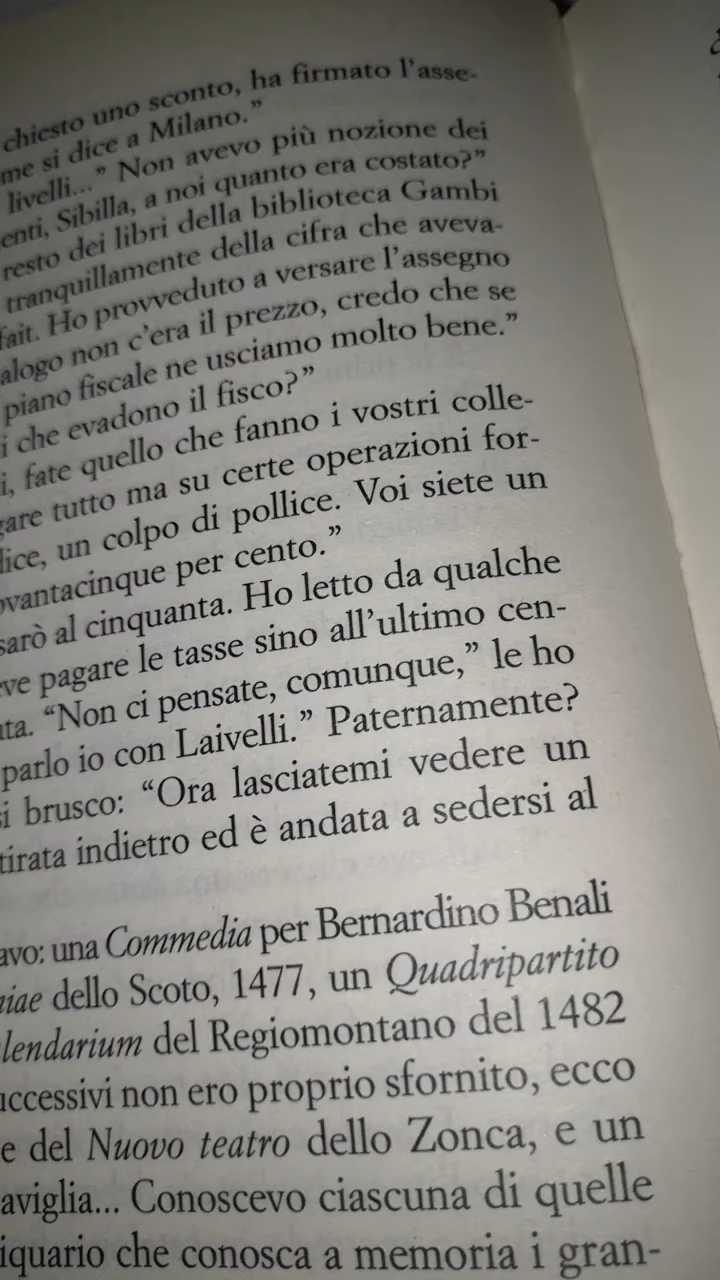 chiesto uno sconto, ha firmato l'asse-
me si dice a Milano.”
livelli...” Non avevo più nozione dei
enti, Sibilla, a noi quanto era costato?”
resto dei libri della biblioteca Gambi
tranquillamente della cifra che aveva-
fait. Ho provveduto a versare l'assegno
alogo non c'era il prezzo, credo che se
piano fiscale ne usciamo molto bene.”
i che evadono il fisco?”
i, fate quello che fanno i vostri colle-
gare tutto ma su certe operazioni for-
lice, un colpo di pollice. Voi siete un
ovantacinque per cento.”
sarò al cinquanta. Ho letto da qualche
ve pagare le tasse sino all'ultimo cen-
ata. “Non ci pensate, comunque,” le ho
parlo io con Laivelli.” Paternamente?
si brusco: “Ora lasciatemi vedere un
tirata indietro ed è andata a sedersi al
avo: una Commedia per Bernardino Benali
niae dello Scoto, 1477, un Quadripartito
lendarium del Regiomontano del 1482
uccessivi non ero proprio sfornito, ecco
e del Nuovo teatro dello Zonca, e un
aviglia... Conoscevo ciascuna di quelle
iquario che conosca a memoria i gran-